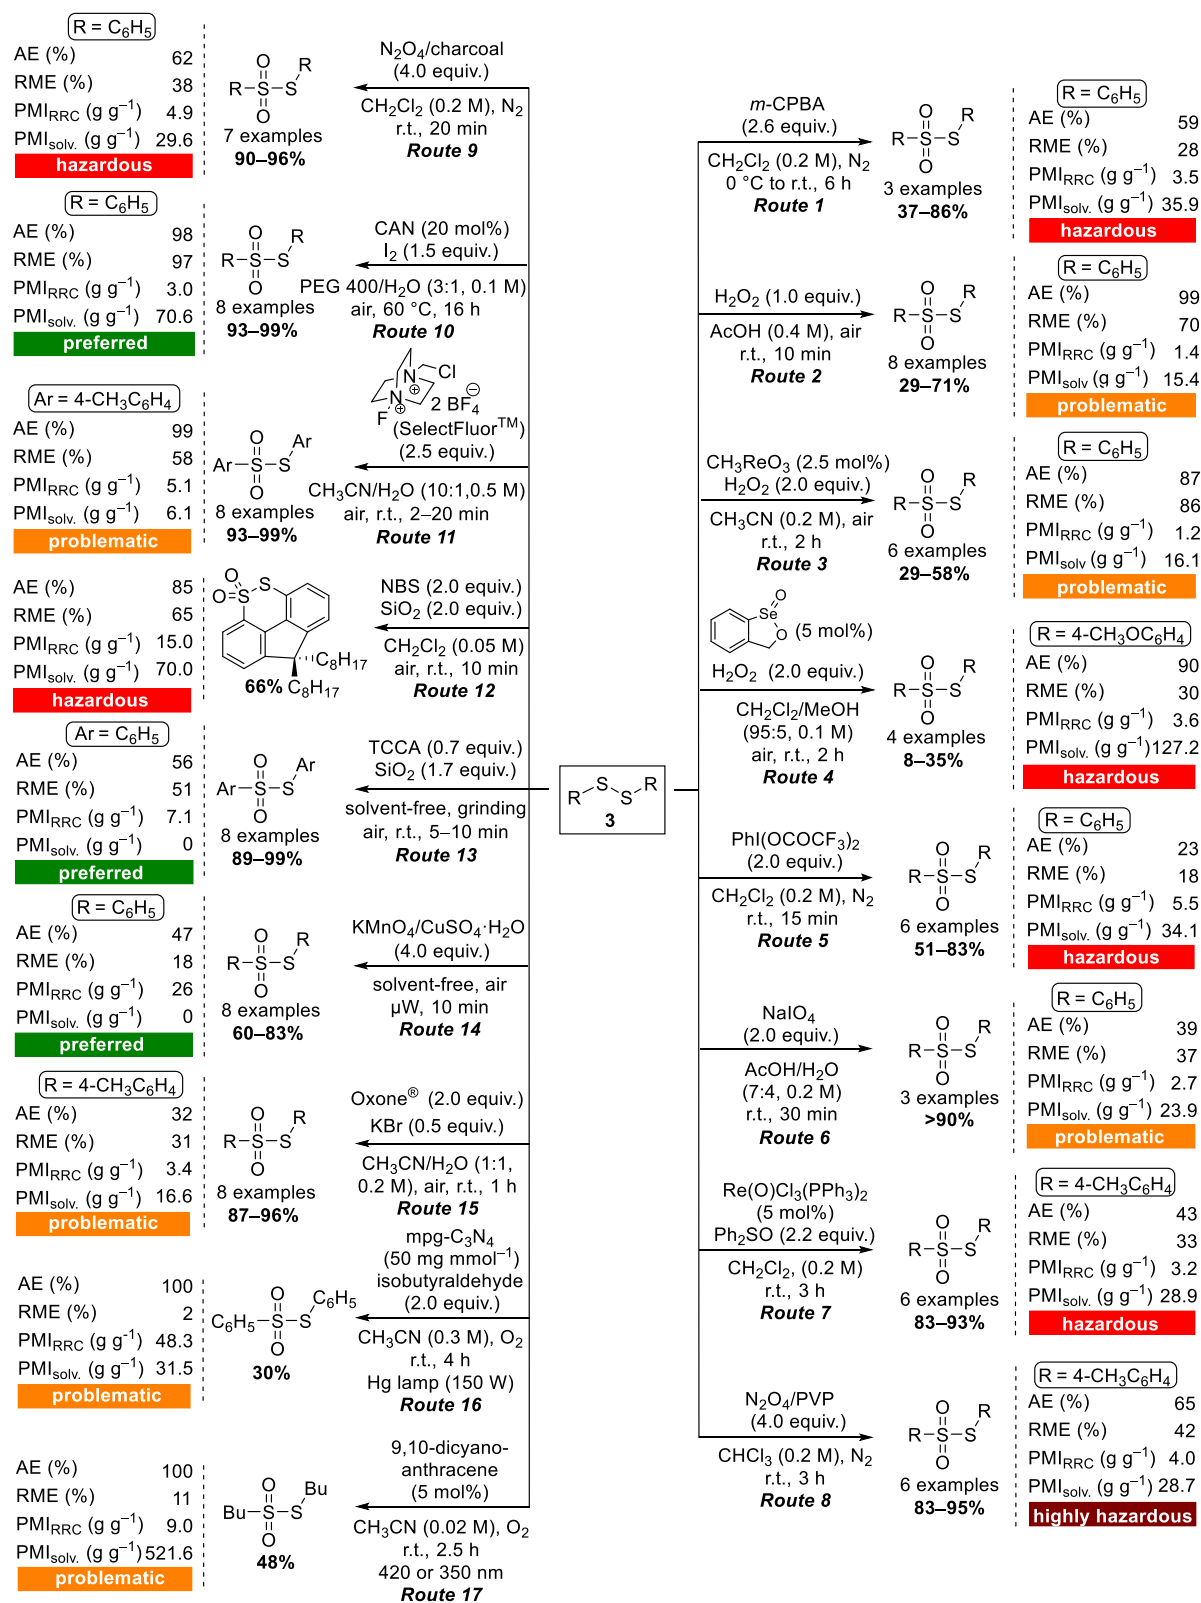 R = C6H5
AE (%) 62
RME (%) 38
PMIRRC (g g–1) 4.9
PMIsolv. (g g–1) 29.6
hazardous
R
O
R S S
O
7 examples
90–96%
N2O4/charcoal
(4.0 equiv.)
CH2Cl2 (0.2 M), N2
r.t., 20 min
Route 9
R = C6H5
AE (%) 98
RME (%) 97
PMIRRC (g g–1) 3.0
PMIsolv. (g g–1) 70.6
preferred
R
O
R S S
O
8 examples
93–99%
CAN (20 mol%)
I2 (1.5 equiv.)
PEG 400/H2O (3:1, 0.1 M)
air, 60 °C, 16 h
Route 10
Ar = 4-CH3C6H4
AE (%) 99
RME (%) 58
PMIRRC (g g–1) 5.1
PMIsolv. (g g–1) 6.1
problematic
Ar
O
Ar S S
O
8 examples
93–99%
Cl
N
⊕
N
⊕
F
2 BF4
⊖
(SelectFluorTM)
(2.5 equiv.)
CH3CN/H2O (10:1,0.5 M)
air, r.t., 2–20 min
Route 11
AE (%) 85
RME (%) 65
PMIRRC (g g–1) 15.0
PMIsolv. (g g–1) 70.0
hazardous
O S
O S
C8H17
C8H17
66%
NBS (2.0 equiv.)
SiO2 (2.0 equiv.)
CH2Cl2 (0.05 M)
air, r.t., 10 min
Route 12
Ar = C6H5
AE (%) 56
RME (%) 51
PMIRRC (g g–1) 7.1
PMIsolv. (g g–1) 0
preferred
Ar
O
Ar S S
O
8 examples
89–99%
TCCA (0.7 equiv.)
SiO2 (1.7 equiv.)
solvent-free, grinding
air, r.t., 5–10 min
Route 13
R = C6H5
AE (%) 47
RME (%) 18
PMIRRC (g g–1) 26
PMIsolv. (g g–1) 0
preferred
R
O
R S S
O
8 examples
60–83%
KMnO4/CuSO4·H2O
(4.0 equiv.)
solvent-free, air
µW, 10 min
Route 14
R = 4-CH3C6H4
AE (%) 32
RME (%) 31
PMIRRC (g g–1) 3.4
PMIsolv. (g g–1) 16.6
problematic
R
O
R S S
O
8 examples
87–96%
Oxone® (2.0 equiv.)
KBr (0.5 equiv.)
CH3CN/H2O (1:1,
0.2 M), air, r.t., 1 h
Route 15
AE (%) 100
RME (%) 2
PMIRRC (g g-1) 48.3
PMIsolv. (g g–1) 31.5
problematic
C6H5
O
C6H5 S S
O
30%
mpg-C3N4
(50 mg mmol–1)
isobutyraldehyde
(2.0 equiv.)
CH3CN (0.3 M), O2
r.t., 4 h
Hg lamp (150 W)
Route 16
AE (%) 100
RME (%) 11
PMIRRC (g g–1) 9.0
PMIsolv. (g g–1) 521.6
problematic
Bu
O
Bu S S
O
48%
9,10-dicyano-
anthracene
(5 mol%)
CH3CN (0.02 M), O2
r.t., 2.5 h
420 or 350 nm
Route 17
R S S R
3
m-CPBA
(2.6 equiv.)
CH2Cl2 (0.2 M), N2
0 °C to r.t., 6 h
Route 1
R
O
R S S
O
3 examples
37–86%
R = C6H5
AE (%) 59
RME (%) 28
PMIRRC (g g–1) 3.5
PMIsolv. (g g–1) 35.9
hazardous
H2O2 (1.0 equiv.)
AcOH (0.4 M), air
r.t., 10 min
Route 2
R
O
R S S
O
8 examples
29–71%
R = C6H5
AE (%) 99
RME (%) 70
PMIRRC (g g–1) 1.4
PMIsolv (g g–1) 15.4
problematic
CH3ReO3 (2.5 mol%)
H2O2 (2.0 equiv.)
CH3CN (0.2 M), air
r.t., 2 h
Route 3
R
O
R S S
O
6 examples
29–58%
R = C6H5
AE (%) 87
RME (%) 86
PMIRRC (g g–1) 1.2
PMIsolv (g g–1) 16.1
problematic
O
Se
O (5 mol%)
H2O2 (2.0 equiv.)
CH2Cl2/MeOH
(95:5, 0.1 M)
air, r.t., 2 h
Route 4
R
O
R S S
O
4 examples
8–35%
R = 4-CH3OC6H4
AE (%) 90
RME (%) 30
PMIRRC (g g–1) 3.6
PMIsolv. (g g–1) 127.2
hazardous
PhI(OCOCF3)2
(2.0 equiv.)
CH2Cl2 (0.2 M), N2
r.t., 15 min
Route 5
R
O
R S S
O
6 examples
51–83%
R = C6H5
AE (%) 23
RME (%) 18
PMIRRC (g g–1) 5.5
PMIsolv. (g g–1) 34.1
hazardous
NaIO4
(2.0 equiv.)
AcOH/H2O
(7:4, 0.2 M)
r.t., 30 min
Route 6
R
O
R S S
O
3 examples
>90%
R = C6H5
AE (%) 39
RME (%) 37
PMIRRC (g g–1) 2.7
PMIsolv. (g g–1) 23.9
problematic
Re(O)Cl3(PPh3)2
(5 mol%)
Ph2SO (2.2 equiv.)
CH2Cl2, (0.2 M)
r.t., 3 h
Route 7
R
O
R S S
O
6 examples
83–93%
R = 4-CH3C6H4
AE (%) 43
RME (%) 33
PMIRRC (g g–1) 3.2
PMIsolv. (g g–1) 28.9
hazardous
N2O4/PVP
(4.0 equiv.)
CHCl3 (0.2 M), N2
r.t., 3 h
Route 8
R
O
R S S
O
6 examples
83–95%
R = 4-CH3C6H4
AE (%) 65
RME (%) 42
PMIRRC (g g–1) 4.0
PMIsolv. (g g–1) 28.7
highly hazardous